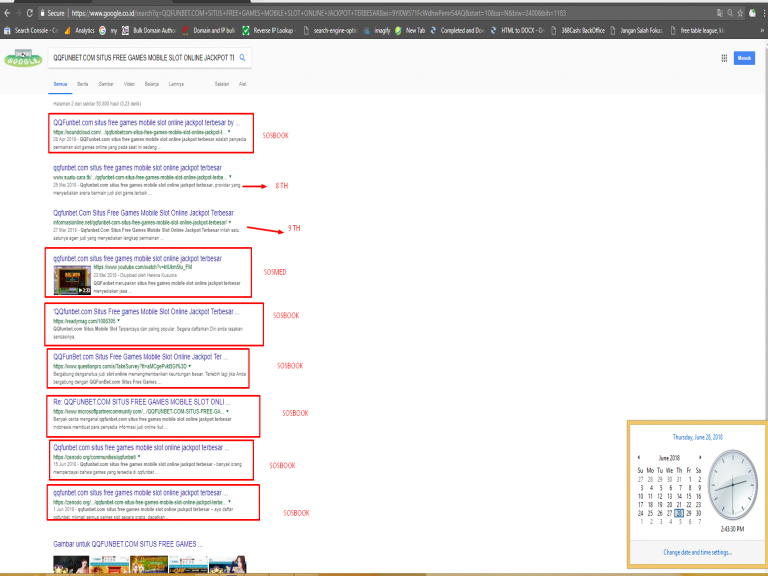 Secure | https://www.google.co.id/search?q=QQFUNBET.COM+SITUS+FREE+GAMES+MOBILE+SLOT+ONLINE+JACKPOT+TERBESAR
Search Console - Co Analytics my Bulk Domain Author Domain and IP bul Reverse IP Lookup - search-engine-optim imagify New Tab Completed and Do HTML to DOCX - O 368Cash: BackOffice Jangan Salah Fokus. free table league, ki
QQFUNBET.COM SITUS FREE GAMES MOBILE SLOT ONLINE JACKPOT TE
Masuk
Semua Berita Gambar Video Belanja Lainnya Setelan Alat
Halaman 2 dari sekitar 50.800 hasil (0,23 detik)
QQFUNBet.com situs free games mobile slot online jackpot terbesar by ...
https://soundcloud.com/.../qqfunbetcom-situs-free-games-mobile-slot-online-jackpot-t...
28 Apr 2018 - QQFunBet.com situs free games mobile slot online jackpot terbesar adalah penyedia
permainan slot games online yang pada saat ini sedang ...
SOSBOOK
qqfunbet.com situs free games mobile slot online jackpot terbesar
www.suatu-cara.tk/.../qqfunbet-com-situs-free-games-mobile-slot-online-jackpot-terbe...
29 Mei 2018 - Qqfunbet.com situs free games mobile slot online jackpot terbesar, provider yang
menyediakan arena bermain judi slot game terbaik ...
8 TH
Qqfunbet.Com Situs Free Games Mobile Slot Online Jackpot Terbesar
informasionline.net/qqfunbet-com-situs-free-games-mobile-slot-online-jackpot-terbesar/
27 Mar 2018 - Qqfunbet.Com Situs Free Games Mobile Slot Online Jackpot Terbesar Inilah satu
satunya agen judi yang menyediakan lengkap permainan ...
9 TH
qqfunbet.com situs free games mobile slot online jackpot terbesar
https://www.youtube.com/watch?v=
23 Mei 2018 - Diupload oleh Helena Kusuma
QQFunbet merupakan situs free games mobile slot online jackpot terbesar yang
menyediakan jasa ...
2:33
SOSMED
'QQfunbet.com Situs Free games Mobile Slot Online Jackpot Terbesar ...
https://readymag.com/1086305
QQfunbet.com Situs Mobile Slot Terpercaya dan paling popular. Segera daftarkan Diri anda rasakan
sensasinya.
SOSBOOK
QQFunBet.com Situs Free Games Mobile Slot Online Jackpot Ter ...
https://www.questionpro.com/a/TakeSurvey?tt=
Bergabung dengan situs judi slot online memungkinkan keuntungan besar. Terlebih lagi jika Anda
bergabung dengan QQFunBet.com Situs Free Games ...
SOSBOOK
Re: QQFUNBET.COM SITUS FREE GAMES MOBILE SLOT ONLI ...
https://www.microsoftpartnercommunity.com/.../QQFUNBET-COM-SITUS-FREE-GA...
Banyak cerita mengenai qqfunbet.com situs free games mobile slot online jackpot terbesar
indonesia membuat para penyedia informasi judi online ikut ...
SOSBOOK
Qqfunbet.com situs free games mobile slot online jackpot terbesar ...
https://zenodo.org/communities/qqfunbet/
15 Jun 2018 - Qqfunbet.com situs free games mobile slot online jackpot terbesar - banyak orang
mempercayai bahwa games yang tersedia di qqfunbet ...
SOSBOOK
qqfunbet.com situs free games mobile slot online jackpot terbesar ...
https://zenodo.org/.../qqfunbet-com-situs-free-games-mobile-slot-online-jackpot-terbe...
1 Jun 2018 - qqfunbet.com situs free games mobile slot online jackpot terbesar – ayo daftar
qqfunbet, nikmati semua games slot secara gratis, dapatkan ...
SOSBOOK
Gambar untuk QQFUNBET.COM SITUS FREE GAMES ...
Thursday, June 28, 2018
June 2018
Su Mo Tu We Th Fr Sa
27 28 29 30 31 1 2
3 4 5 6 7 8 9
10 11 12 13 14 15 16
17 18 19 20 21 22 23
24 25 26 27 28 29 30
1 2 3 4 5 6 7
2:43:30 PM
Change date and time settings...